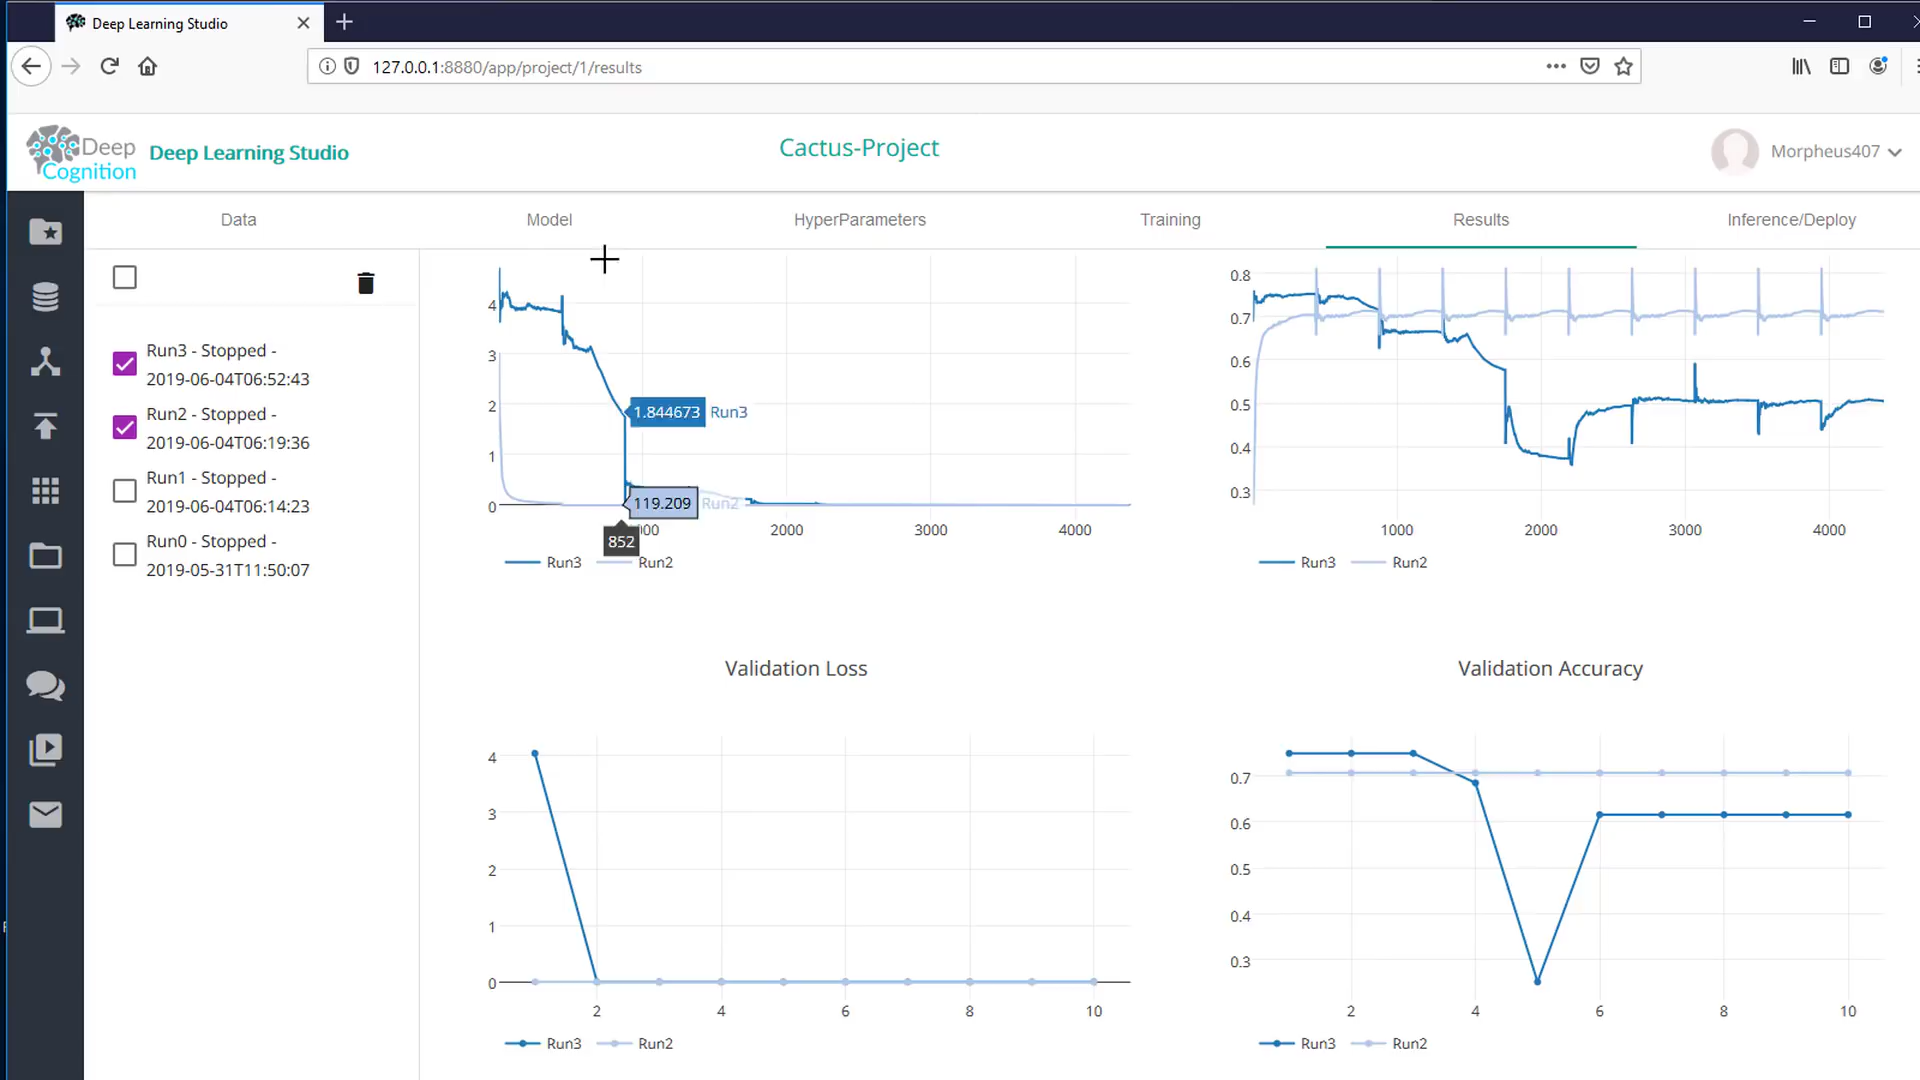 Deep Learning Studio
127.0.0.1:8880/app/project/1/results
Deep
Cognition
Deep Learning Studio
Cactus-Project
Morpheus407
Data
Model
HyperParameters
Training
Results
Inference/Deploy
Run3 - Stopped -
2019-06-04T06:52:43
Run2 - Stopped -
2019-06-04T06:19:36
Run1 - Stopped -
2019-06-04T06:14:23
Run0 - Stopped -
2019-05-31T11:50:07
4
3
2
1
0
1.844673 Run3
119.209 Run2
852
2000
3000
4000
Run3
Run2
0.8
0.7
0.6
0.5
0.4
0.3
1000
2000
3000
4000
Run3
Run2
Validation Loss
4
3
2
1
0
2
4
6
8
10
Run3
Run2
Validation Accuracy
0.7
0.6
0.5
0.4
0.3
2
4
6
8
10
Run3
Run2